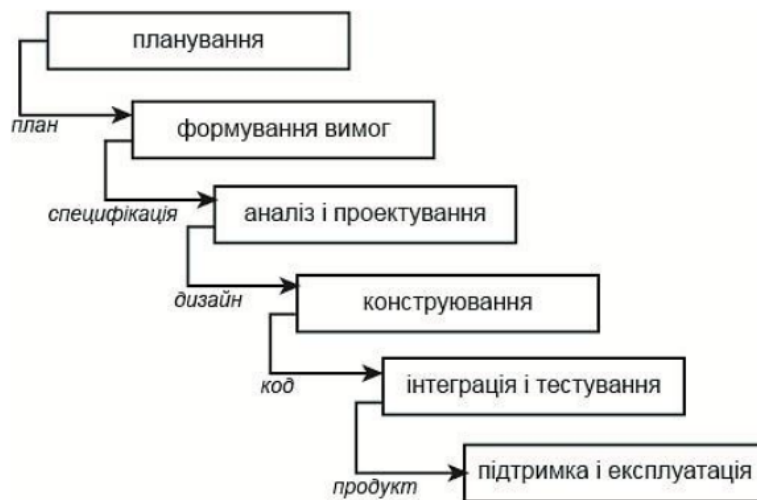 планування
план
формування вимог
специфікація
аналіз і проектування
дизайн
конструювання
код
інтеграція і тестування
продукт
підтримка і експлуатація